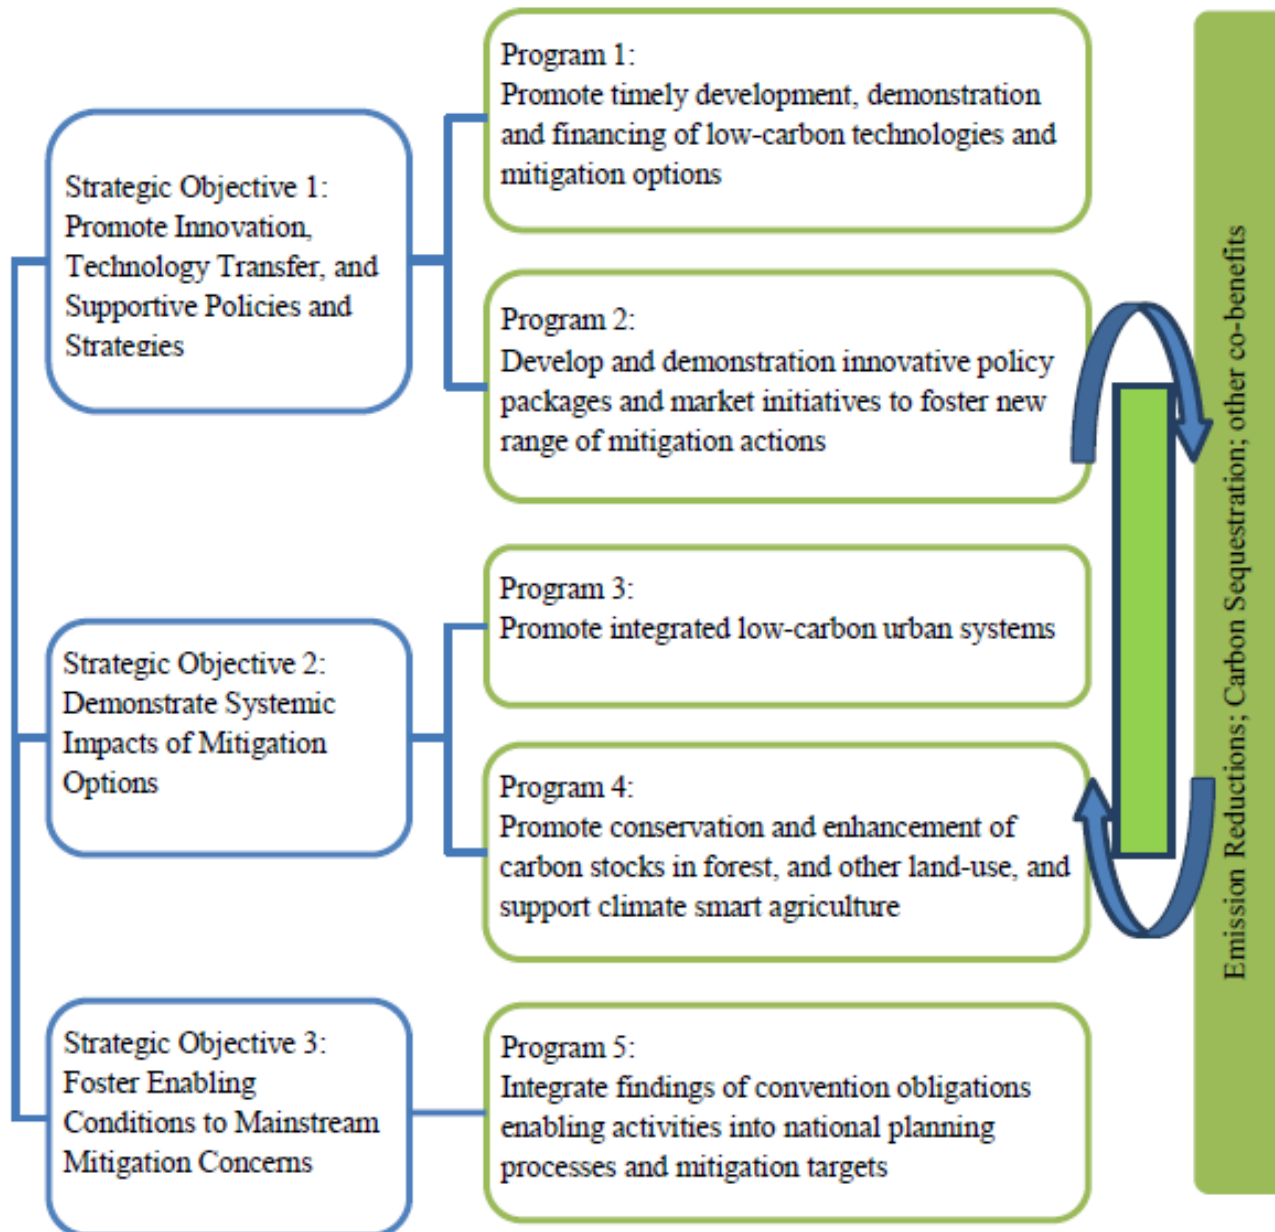 Strategic Objective 1:
Promote Innovation,
Technology Transfer, and
Supportive Policies and
Strategies
Program 1:
Promote timely development, demonstration
and financing of low-carbon technologies and
mitigation options
Program 2:
Develop and demonstration innovative policy
packages and market initiatives to foster new
range of mitigation actions
Strategic Objective 2:
Demonstrate Systemic
Impacts of Mitigation
Options
Program 3:
Promote integrated low-carbon urban systems
Program 4:
Promote conservation and enhancement of
carbon stocks in forest, and other land-use, and
support climate smart agriculture
Strategic Objective 3:
Foster Enabling
Conditions to Mainstream
Mitigation Concerns
Program 5:
Integrate findings of convention obligations
enabling activities into national planning
processes and mitigation targets
Emission Reductions; Carbon Sequestration; other co-benefits